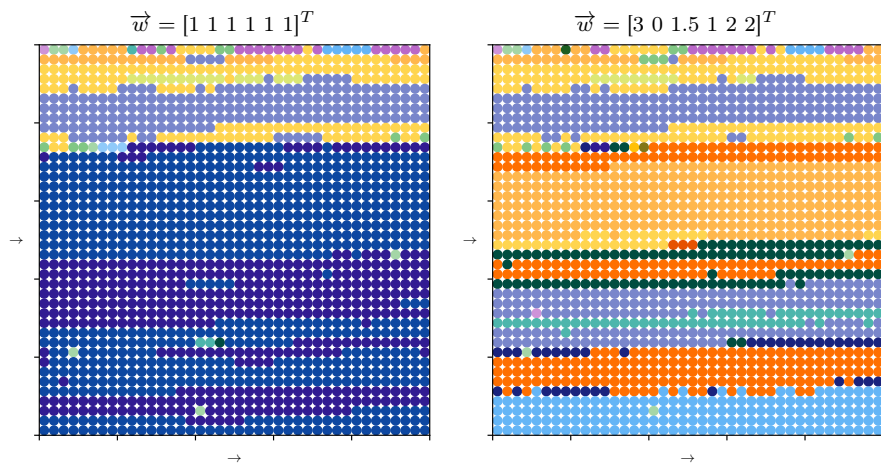 $\overrightarrow{w} = [1\ 1\ 1\ 1\ 1\ 1]^T$
$\overrightarrow{w} = [3\ 0\ 1.5\ 1\ 2\ 2]^T$
→
→
→
→